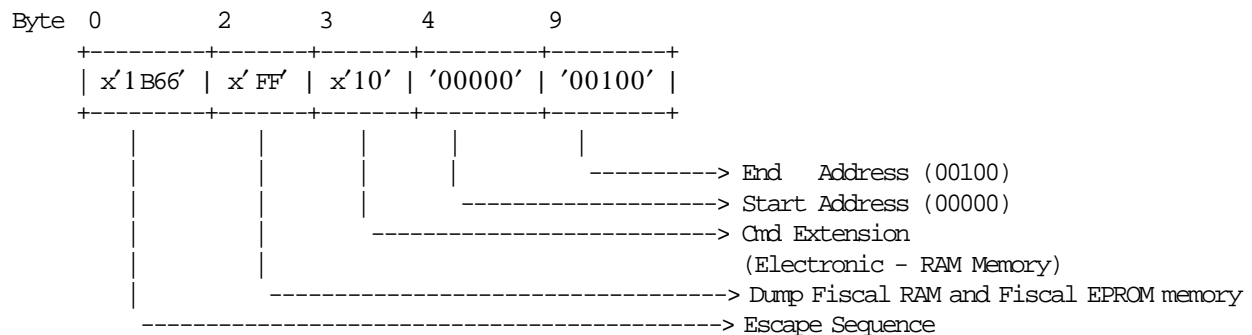 Byte 0 2 3 4 9
+----------+-------+-------+---------+---------+
| x'1B66' | x'FF' | x'10' | '00000' | '00100' |
+----------+-------+-------+---------+---------+
| | | | |
| | | | ----------> End Address (00100)
| | | --------------------> Start Address (00000)
| | ---------------------------> Cmd Extension
| | (Electronic - RAM Memory)
| ------------------------------------> Dump Fiscal RAM and Fiscal EPROM memory
----------------------------------------------> Escape Sequence